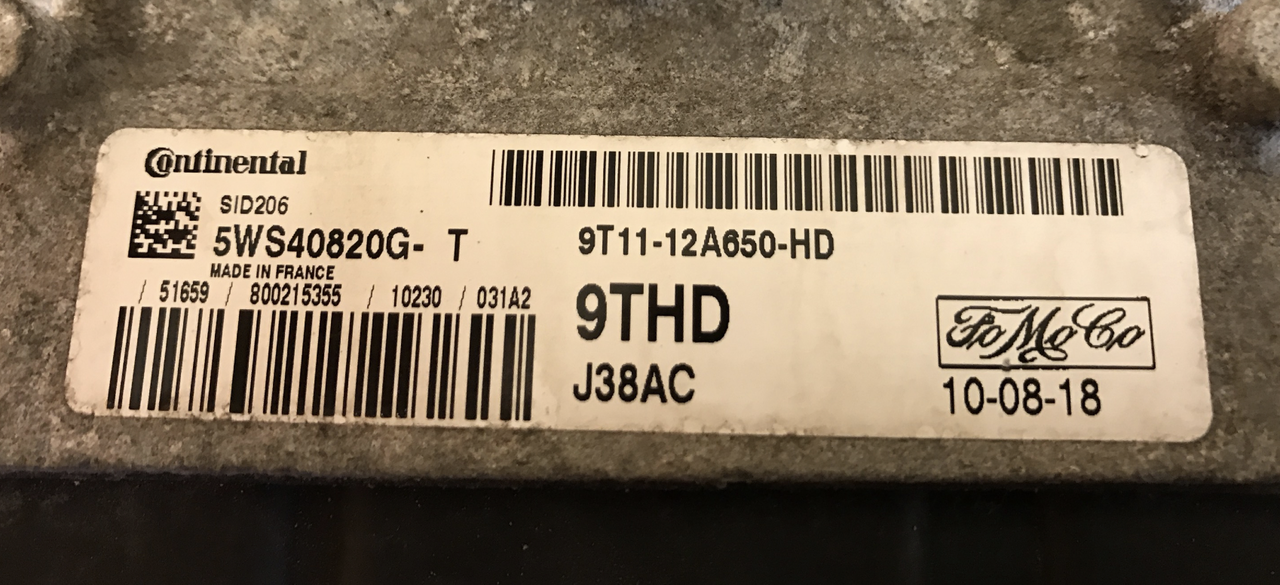 Continental
SID206
5WS40820G- T
MADE IN FRANCE
/ 51659 / 800215355 / 10230 / 031A2
9T11-12A650-HD
9THD
J38AC
FoMoCo
10-08-18